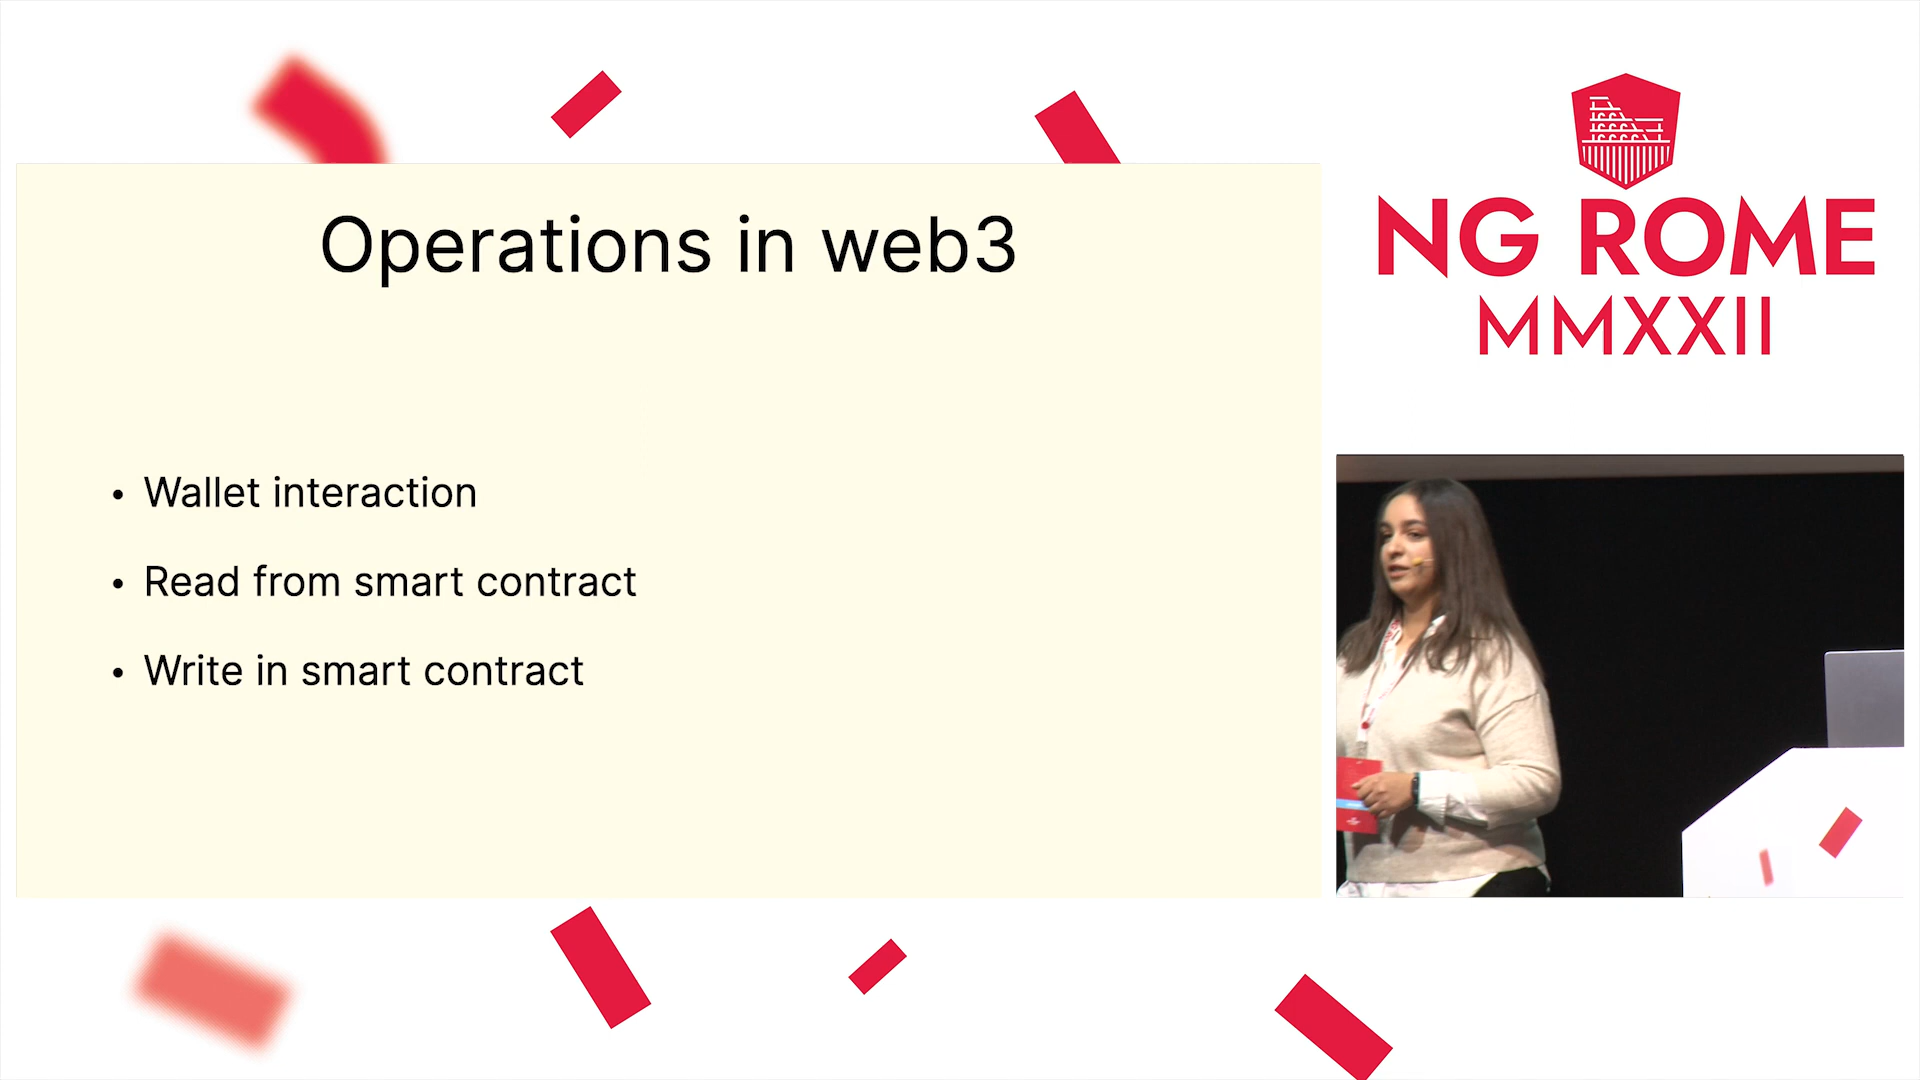 Operations in web3
• Wallet interaction
• Read from smart contract
• Write in smart contract
NG ROME
MMXXII